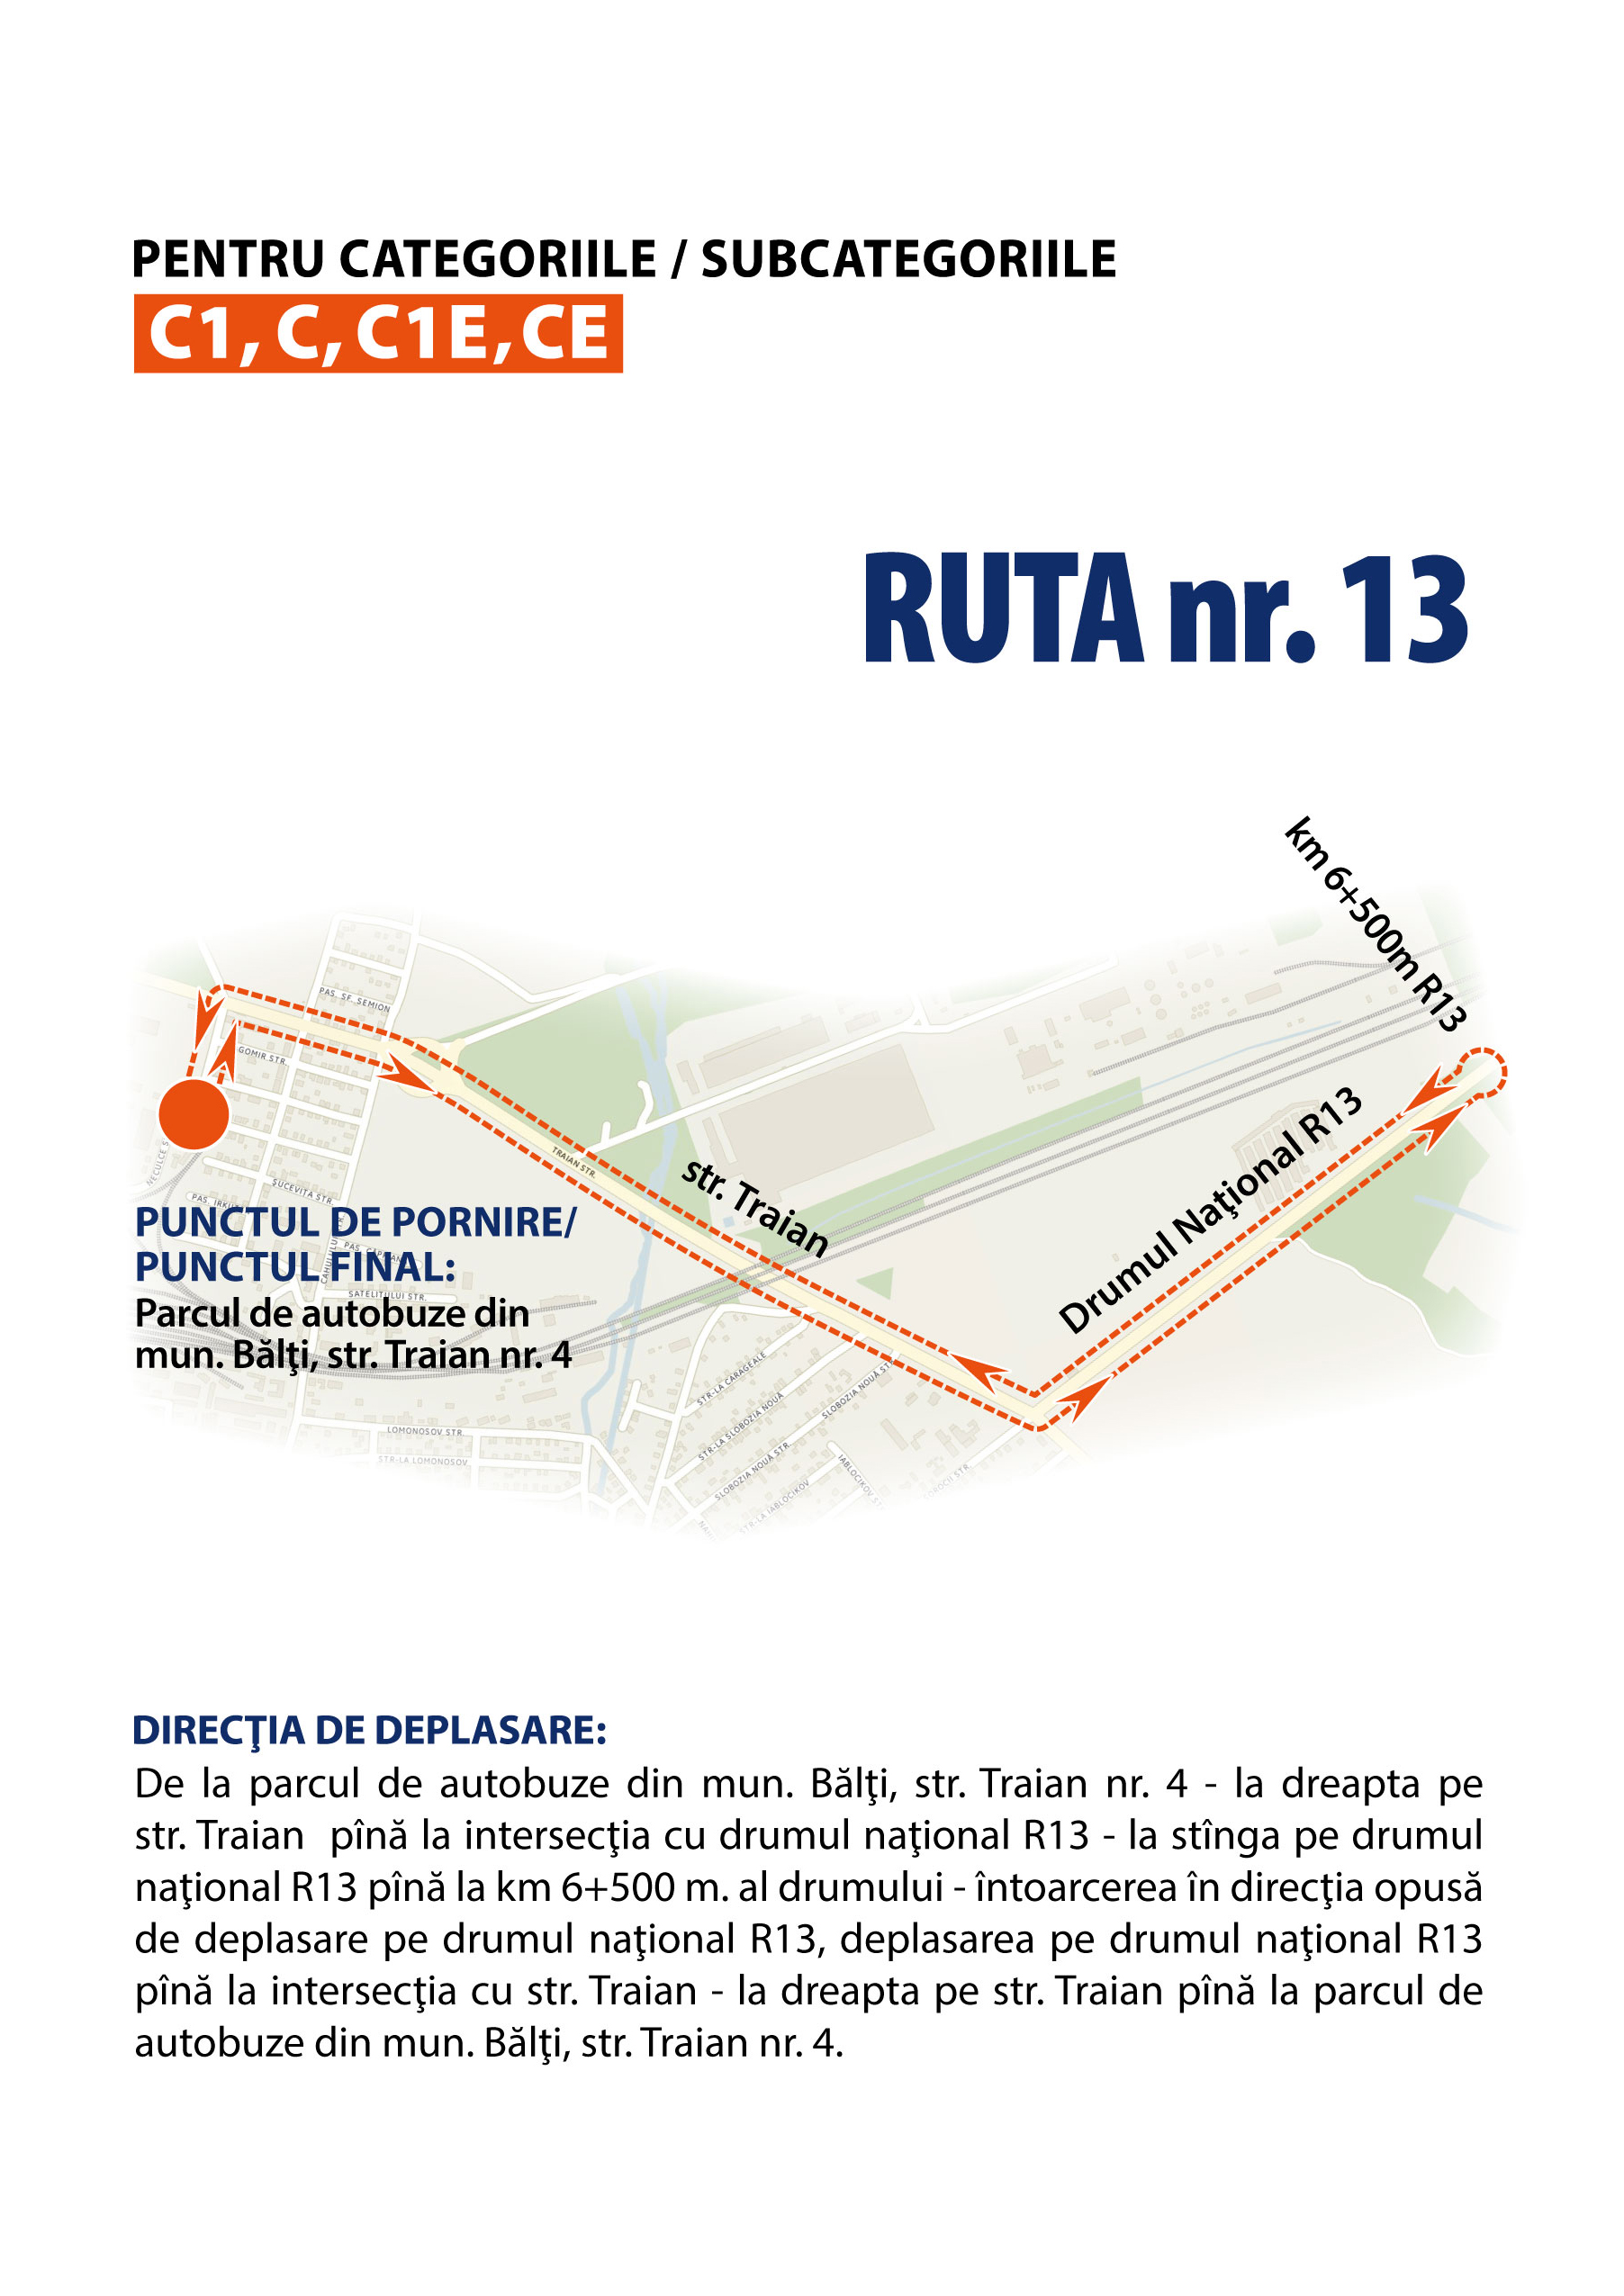 PENTRU CATEGORIILE / SUBCATEGORIILE
C1, C, C1E, CE
RUTA nr. 13
km 6+500m R13
PAS. SF. SEMION
GOMIR STR.
TRAIAN STR.
str. Traian
Drumul Naţional R13
NECULCE
SUCEVIȚA STR.
PAS.
PUNCTUL DE PORNIRE/
PUNCTUL FINAL:
Parcul de autobuze din
mun. Bălţi, str. Traian nr. 4
SATELITULUI STR.
STR-LA CARAGEALE
STR-LA SLOBOZIA NOUĂ
SLOBOZIA NOUĂ STR.
SLOBOZIA NOUĂ STR.
LOMONOSOV STR.
STR-LA LOMONOSOV
STR-LA IABLOCIKOV
IABLOCIKOV
DIRECŢIA DE DEPLASARE:
De la parcul de autobuze din mun. Bălţi, str. Traian nr. 4 - la dreapta pe
str. Traian pînă la intersecţia cu drumul naţional R13 - la stînga pe drumul
naţional R13 pînă la km 6+500 m. al drumului - întoarcerea în direcţia opusă
de deplasare pe drumul naţional R13, deplasarea pe drumul naţional R13
pînă la intersecţia cu str. Traian - la dreapta pe str. Traian pînă la parcul de
autobuze din mun. Bălţi, str. Traian nr. 4.